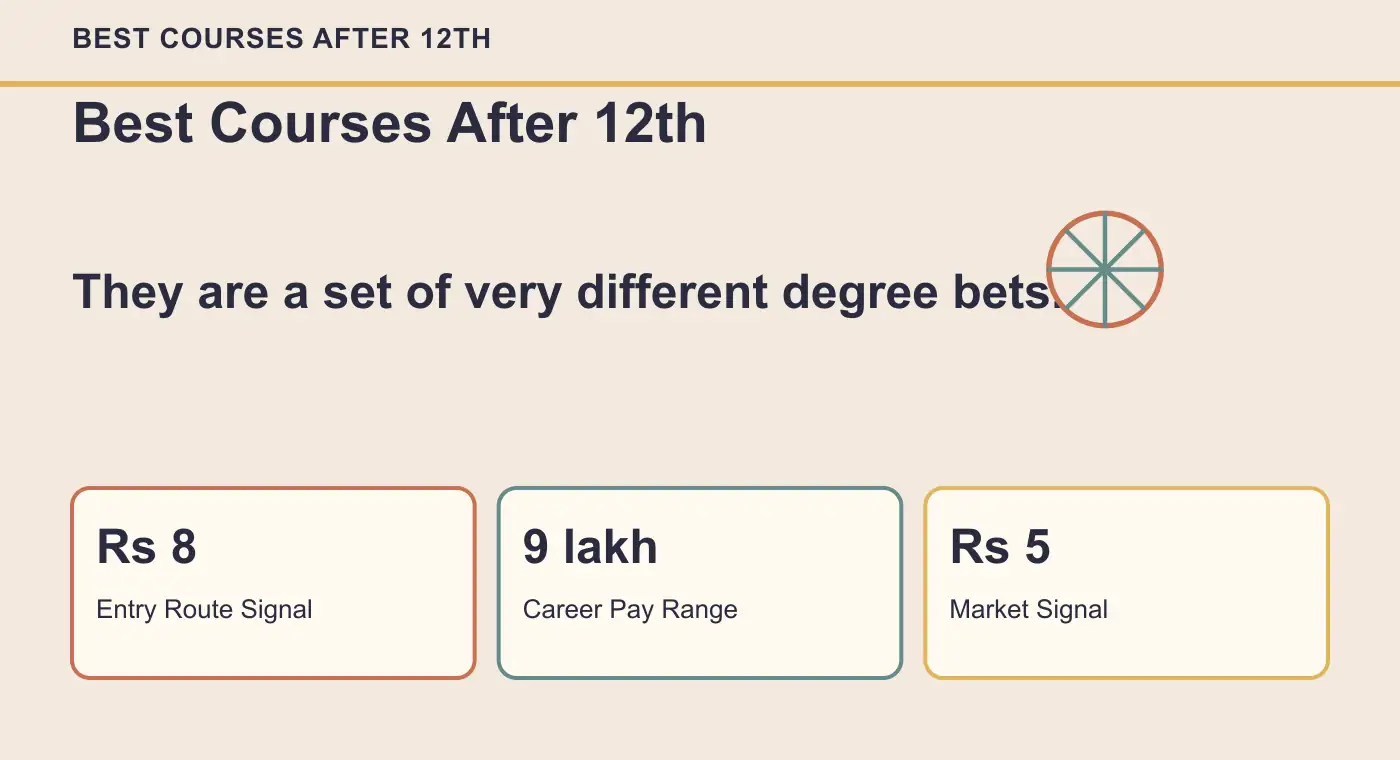 BEST COURSES AFTER 12TH
Best Courses After 12th
They are a set of very different degree bets.
Rs 8
Entry Route Signal
9 lakh
Career Pay Range
Rs 5
Market Signal